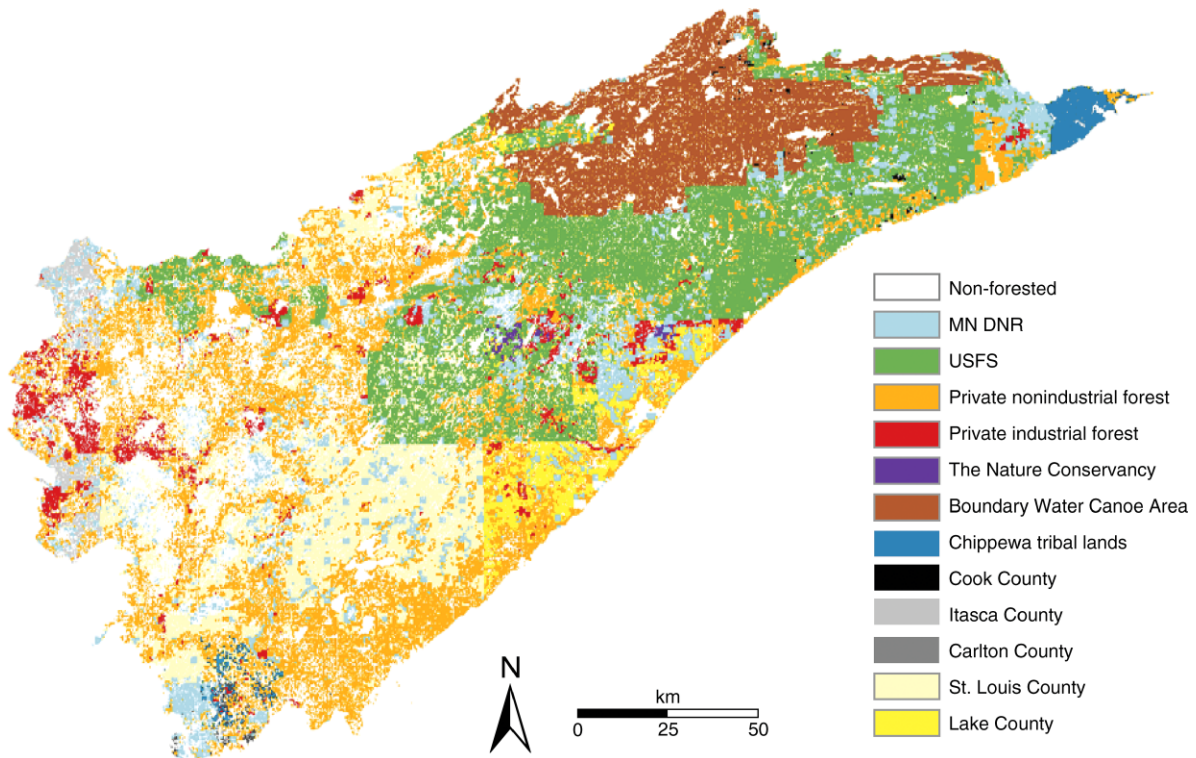 Non-forested
MN DNR
USFS
Private nonindustrial forest
Private industrial forest
The Nature Conservancy
Boundary Water Canoe Area
Chippewa tribal lands
Cook County
Itasca County
Carlton County
St. Louis County
Lake County
N
km
0 25 50